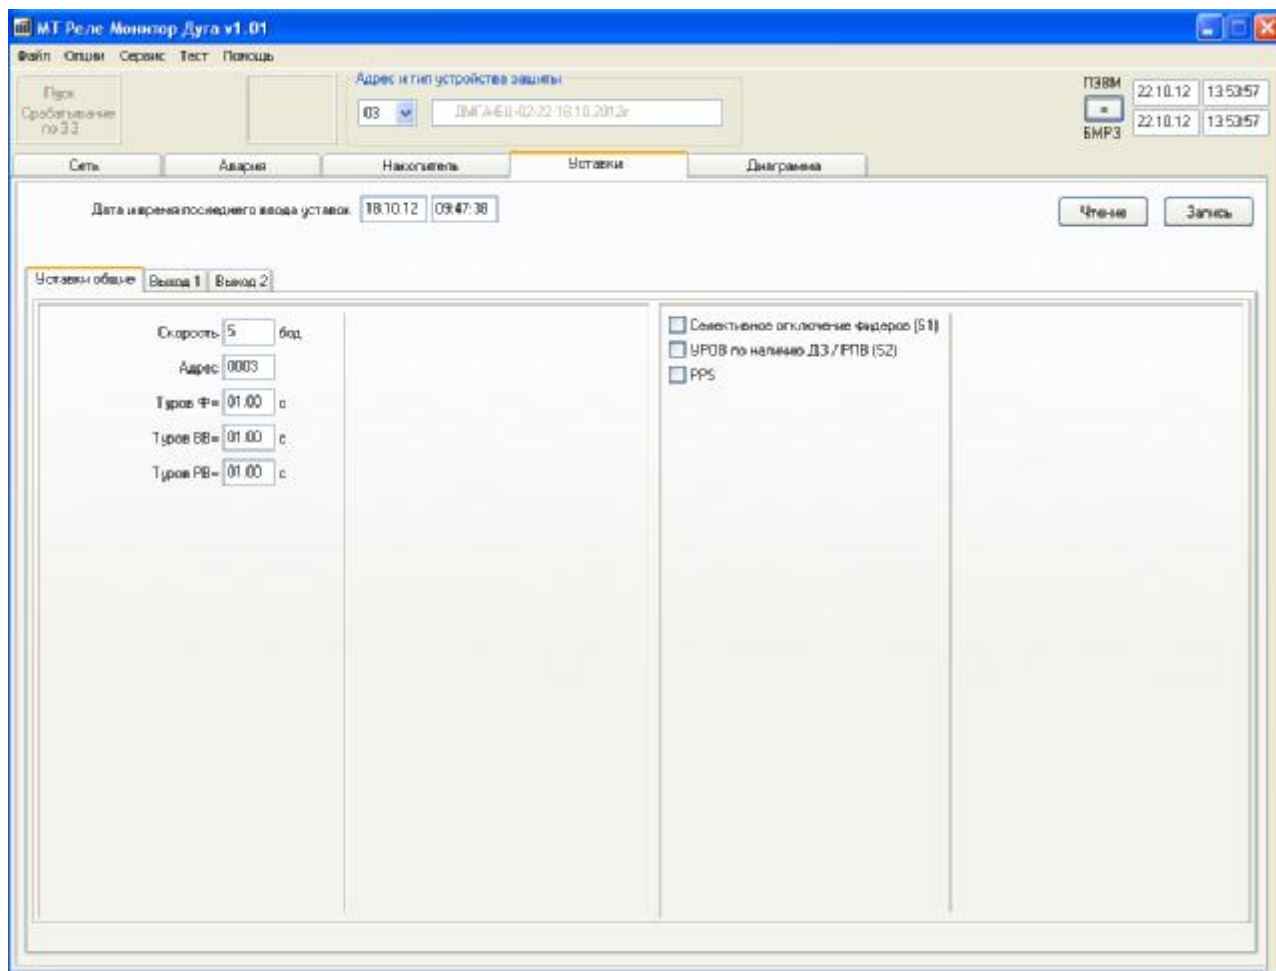 МТ Реле Монитор Дуга v1.01
Файл Опции Сервис Тест Помощь
Пуск
Срабатывание
по ЗЗ
Адрес и тип устройства защиты
03
22.10.12 13:53:57
ПЭВМ
=
БМРЗ
22.10.12 13:53:57
Сеть Авария Накопитель Уставки Диаграмма
Дата и время последнего ввода уставок 18.10.12 09:47:38 Чтение Запись
Уставки общие Выход 1 Выход 2
Скорость 5 бод
Адрес 0003
Туров Ф= 01.00 с
Туров ВВ= 01.00 с
Туров РВ= 01.00 с
Селективное отключение фидеров (S1)
УРОВ по наличию ДЗ / РПВ (S2)
PPS